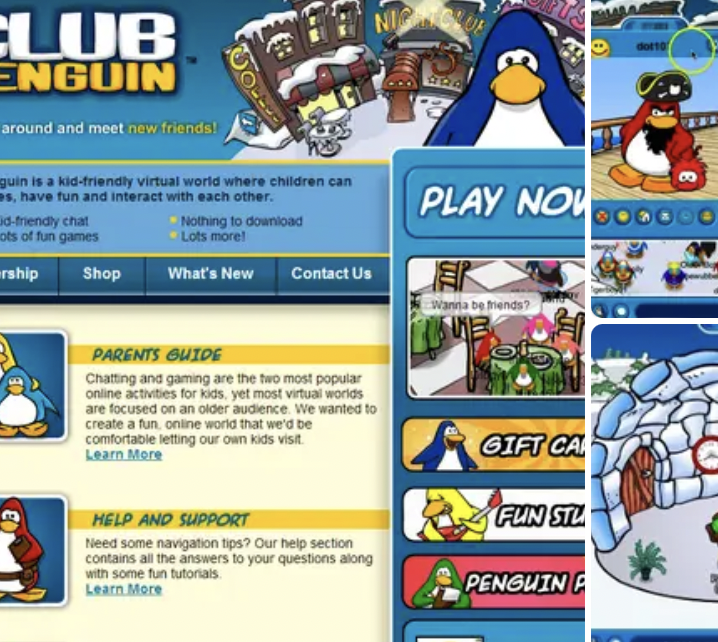 CLUB
PENGUIN™
NIGHTCLUB
GIFTS
around and meet new friends!
guin is a kid-friendly virtual world where children can
es, have fun and interact with each other.
id-friendly chat
Nothing to download
ots of fun games
Lots more!
rship
Shop
What's New
Contact Us
PLAY NOW
Wanna be friends?
PARENTS GUIDE
Chatting and gaming are the two most popular
online activities for kids, yet most virtual worlds
are focused on an older audience. We wanted to
create a fun, online world that we'd be
comfortable letting our own kids visit.
Learn More
GIFT CA
HELP AND SUPPORT
FUN STU
Need some navigation tips? Our help section
contains all the answers to your questions along
with some fun tutorials.
Learn More
PENGUIN P
dot10